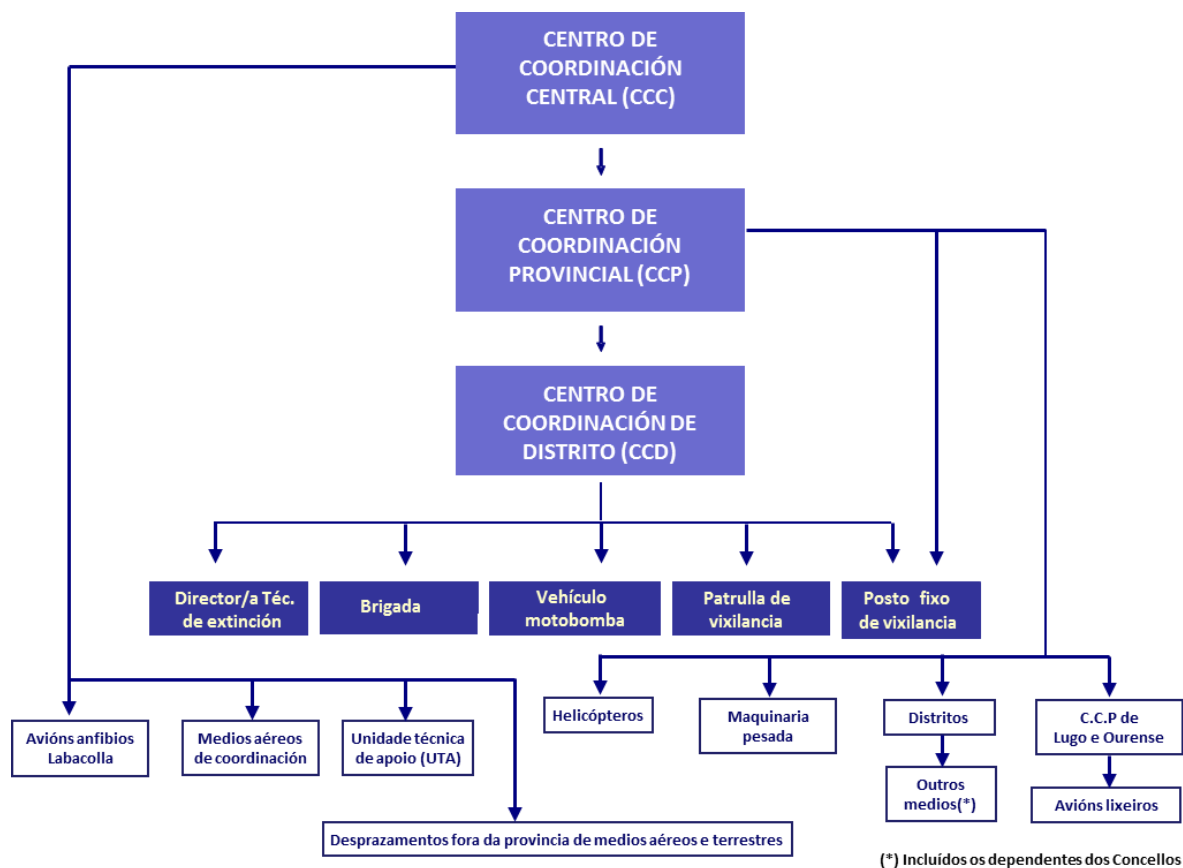 CENTRO DE
COORDINACIÓN
CENTRAL (CCC)
CENTRO DE
COORDINACIÓN
PROVINCIAL (CCP)
CENTRO DE
COORDINACIÓN DE
DISTRITO (CCD)
Director/a Téc.
de extinción
Brigada
Vehículo
motobomba
Patrulla de
vixilancia
Posto fixo
de vixilancia
Avións anfibios
Labacolla
Medios aéreos
de coordinación
Unidade técnica
de apoio (UTA)
Helicópteros
Maquinaria
pesada
Distritos
C.C.P de
Lugo e Ourense
Outros
medios(*)
Avións lixeiros
Desprazamentos fora da provincia de medios aéreos e terrestres
(*) Incluídos os dependentes dos Concellos